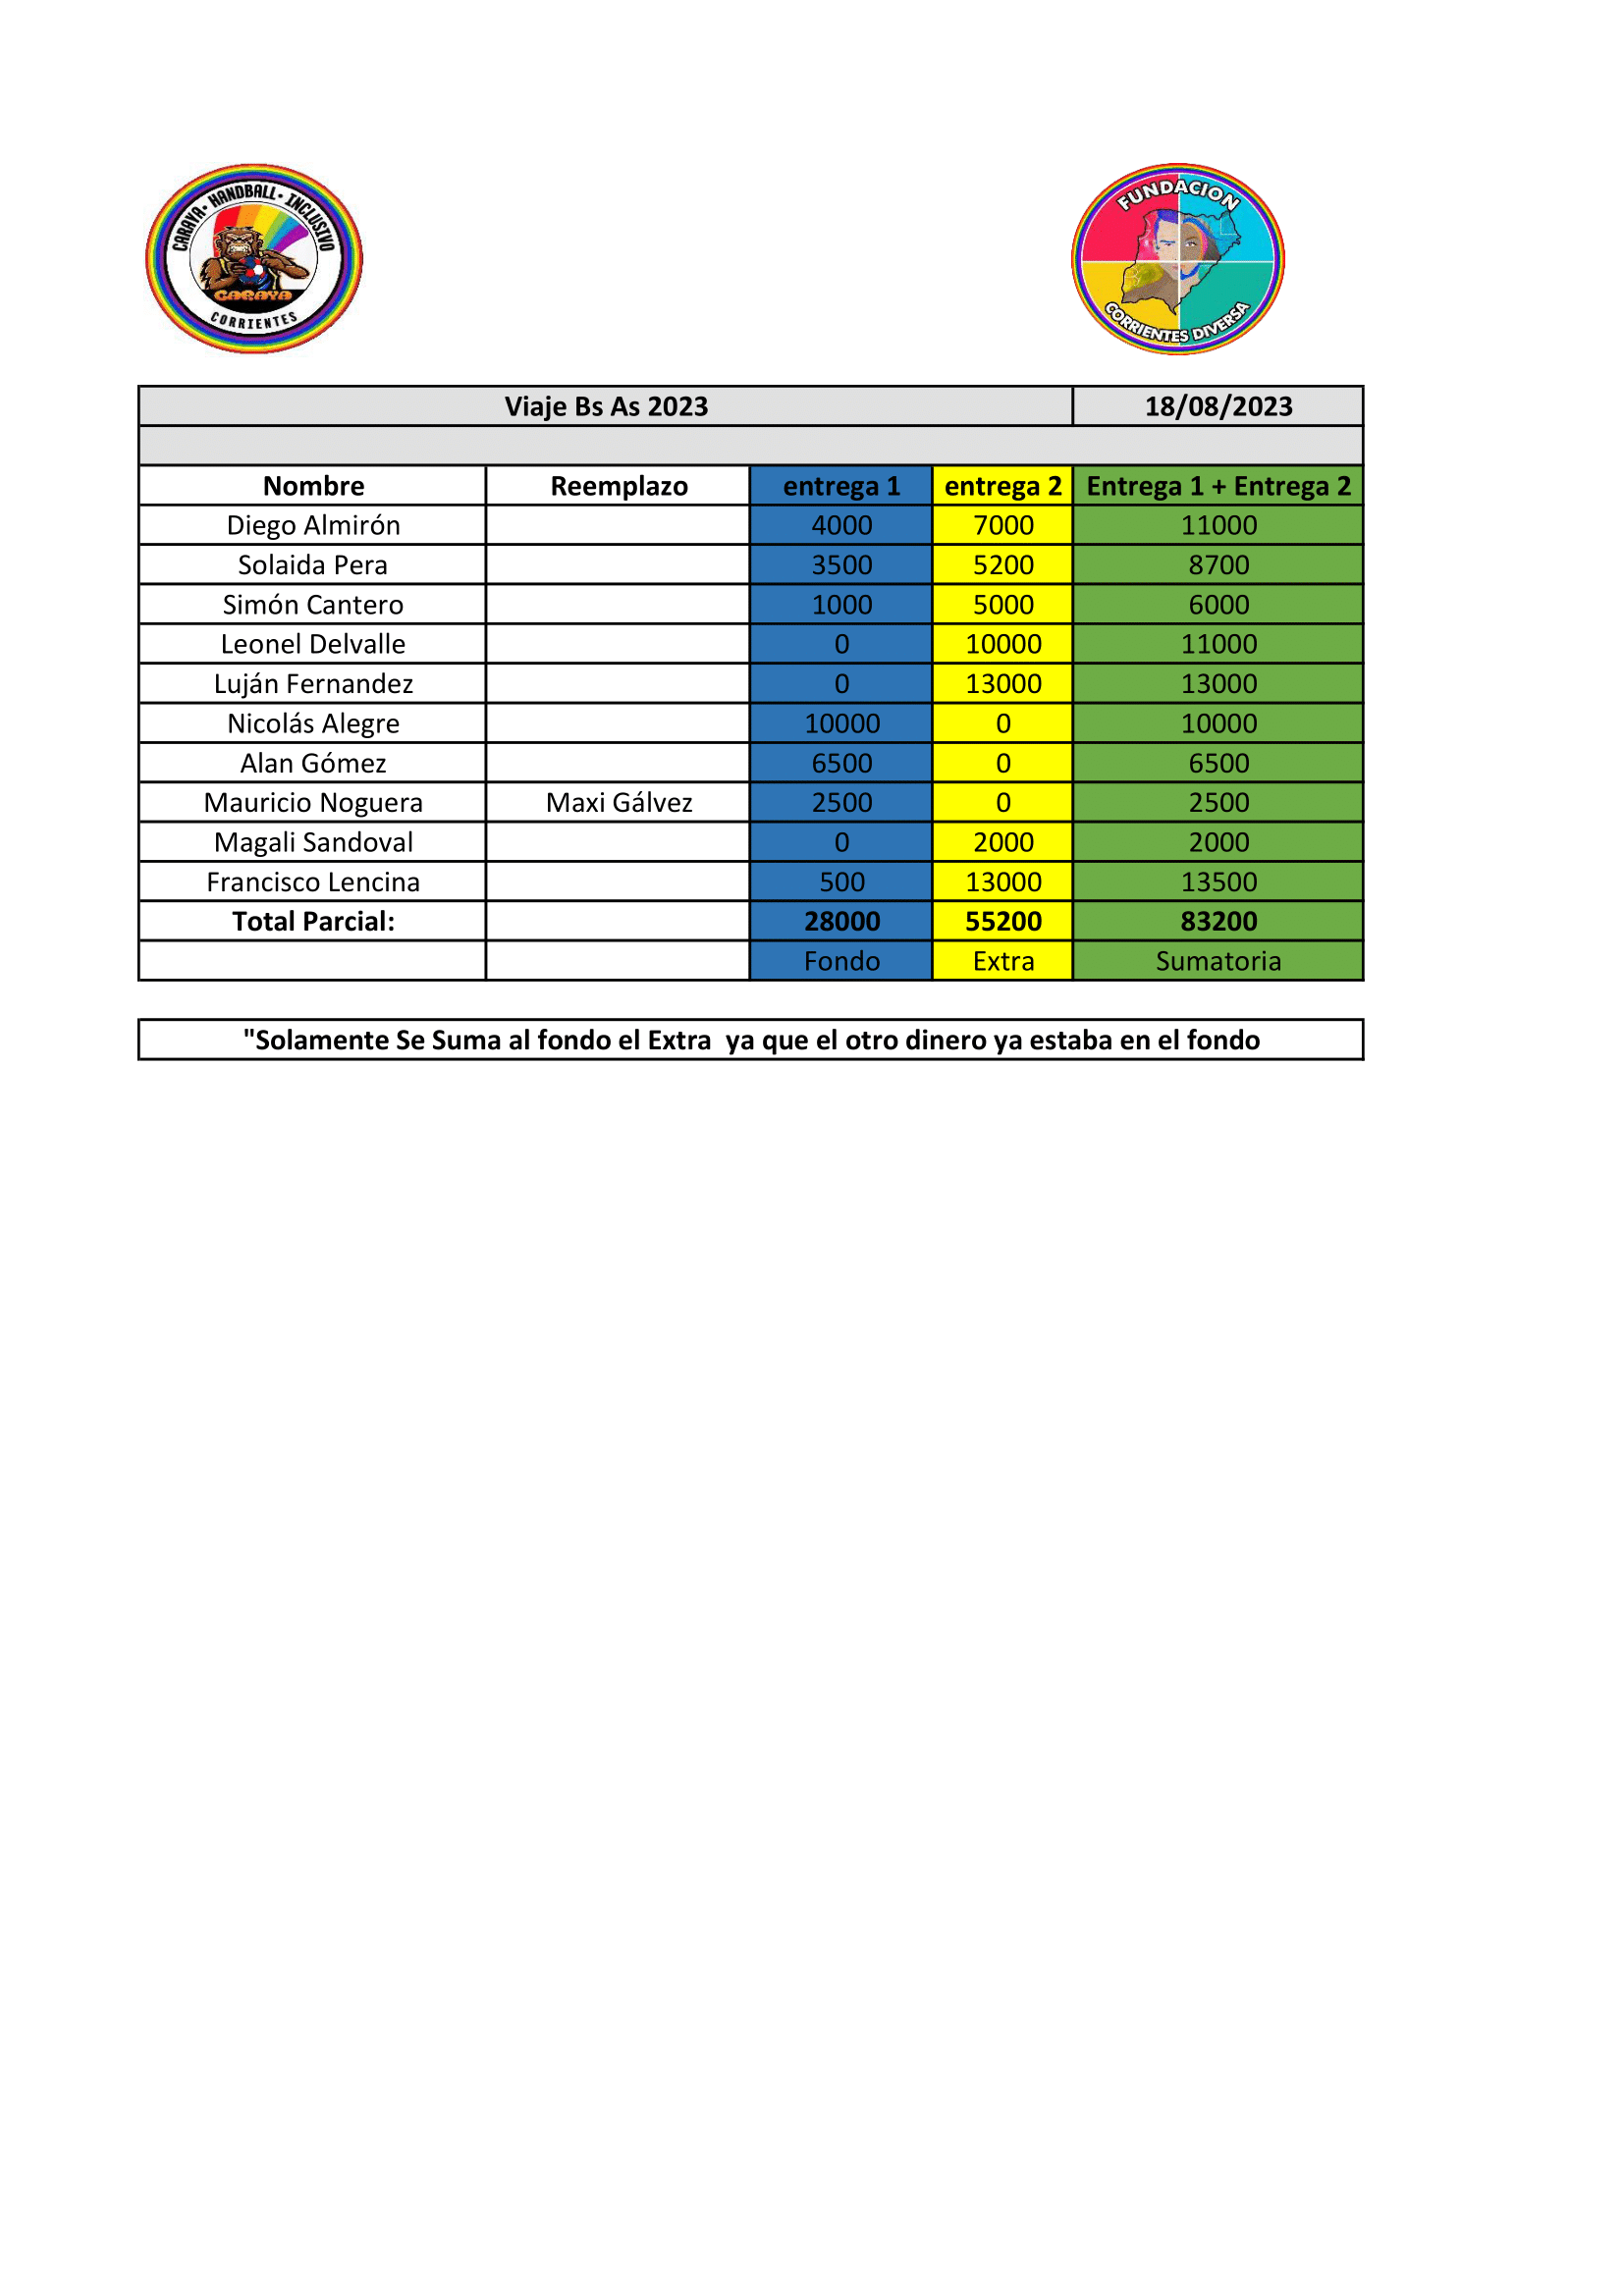 CARAYA • HANDBALL • INCLUSIVO
CARAYA
CORRIENTES
FUNDACION
CORRIENTES DIVERSA
Viaje Bs As 2023 18/08/2023
Nombre Reemplazo entrega 1 entrega 2 Entrega 1 + Entrega 2
Diego Almirón 4000 7000 11000
Solaida Pera 3500 5200 8700
Simón Cantero 1000 5000 6000
Leonel Delvalle 0 10000 11000
Luján Fernandez 0 13000 13000
Nicolás Alegre 10000 0 10000
Alan Gómez 6500 0 6500
Mauricio Noguera Maxi Gálvez 2500 0 2500
Magali Sandoval 0 2000 2000
Francisco Lencina 500 13000 13500
Total Parcial: 28000 55200 83200
Fondo Extra Sumatoria
"Solamente Se Suma al fondo el Extra  ya que el otro dinero ya estaba en el fondo